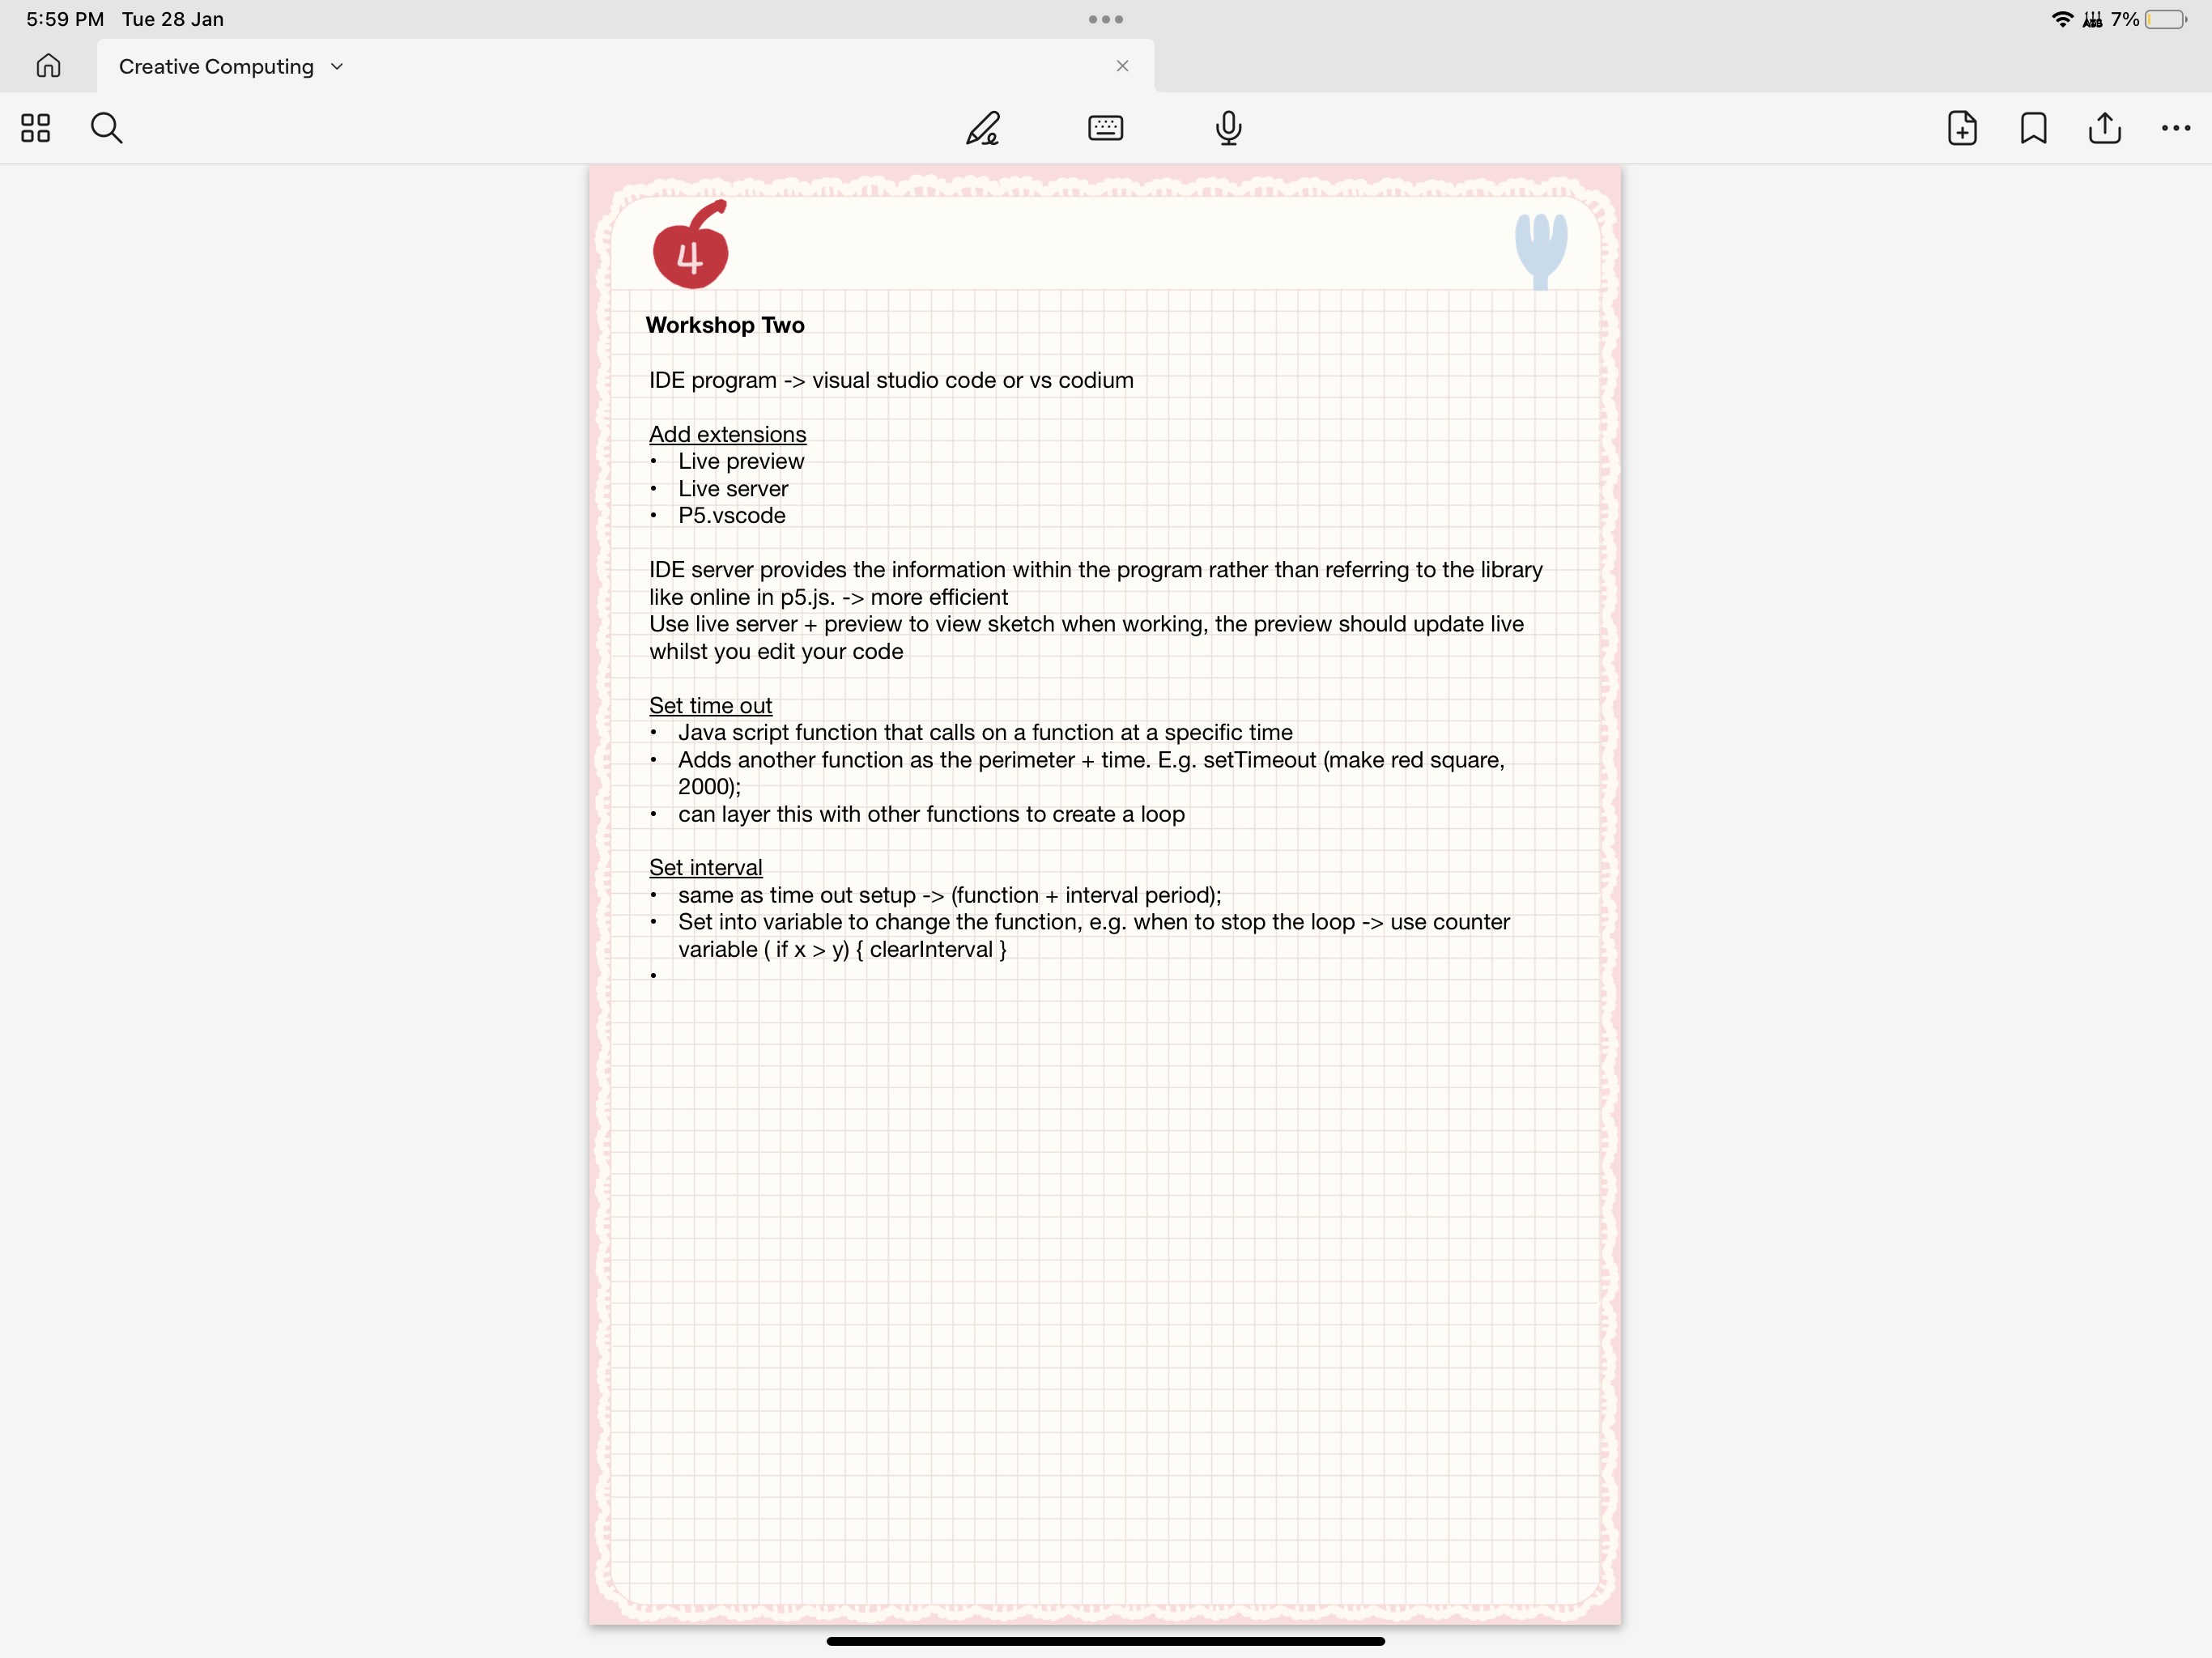 5:59 PM Tue 28 Jan
7%
Creative Computing
4
Workshop Two
IDE program -> visual studio code or vs codium
Add extensions
• Live preview
• Live server
• P5.vscode
IDE server provides the information within the program rather than referring to the library
like online in p5.js. -> more efficient
Use live server + preview to view sketch when working, the preview should update live
whilst you edit your code
Set time out
• Java script function that calls on a function at a specific time
• Adds another function as the perimeter + time. E.g. setTimeout (make red square,
2000);
• can layer this with other functions to create a loop
Set interval
• same as time out setup -> (function + interval period);
• Set into variable to change the function, e.g. when to stop the loop -> use counter
variable ( if x > y) { clearInterval }
•